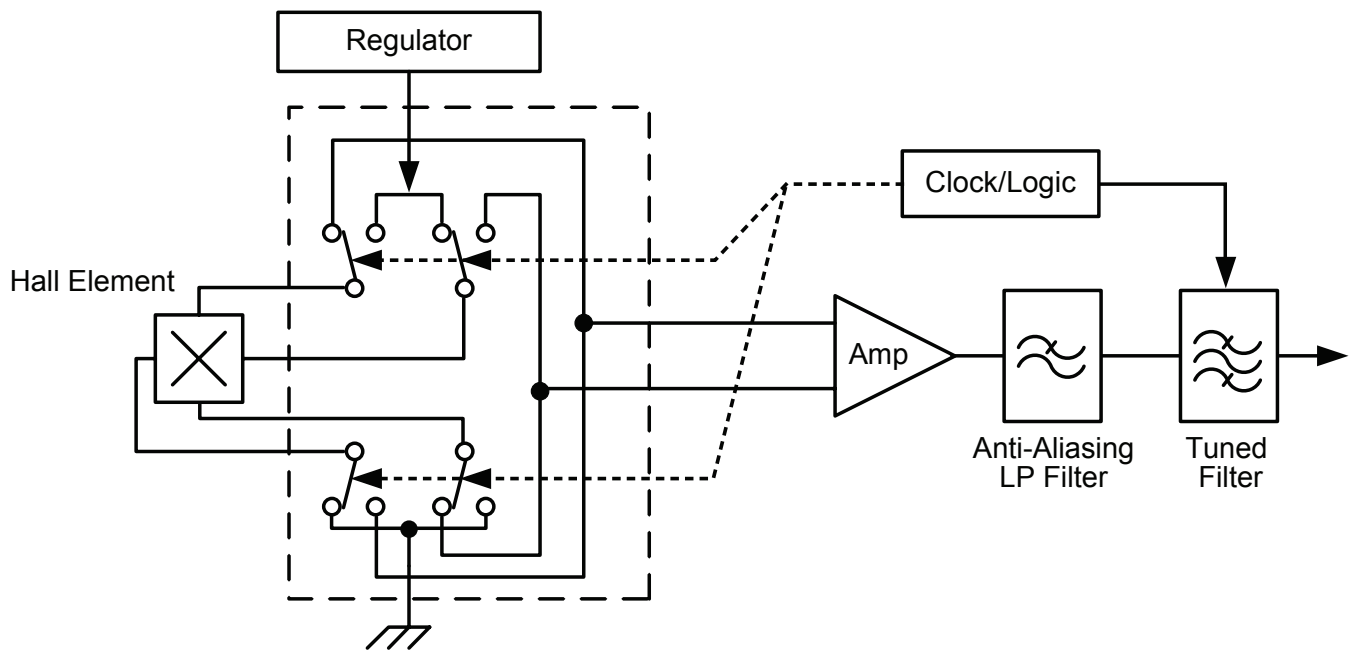 Regulator
Clock/Logic
Hall Element
Amp
Anti-Aliasing
LP Filter
Tuned
Filter